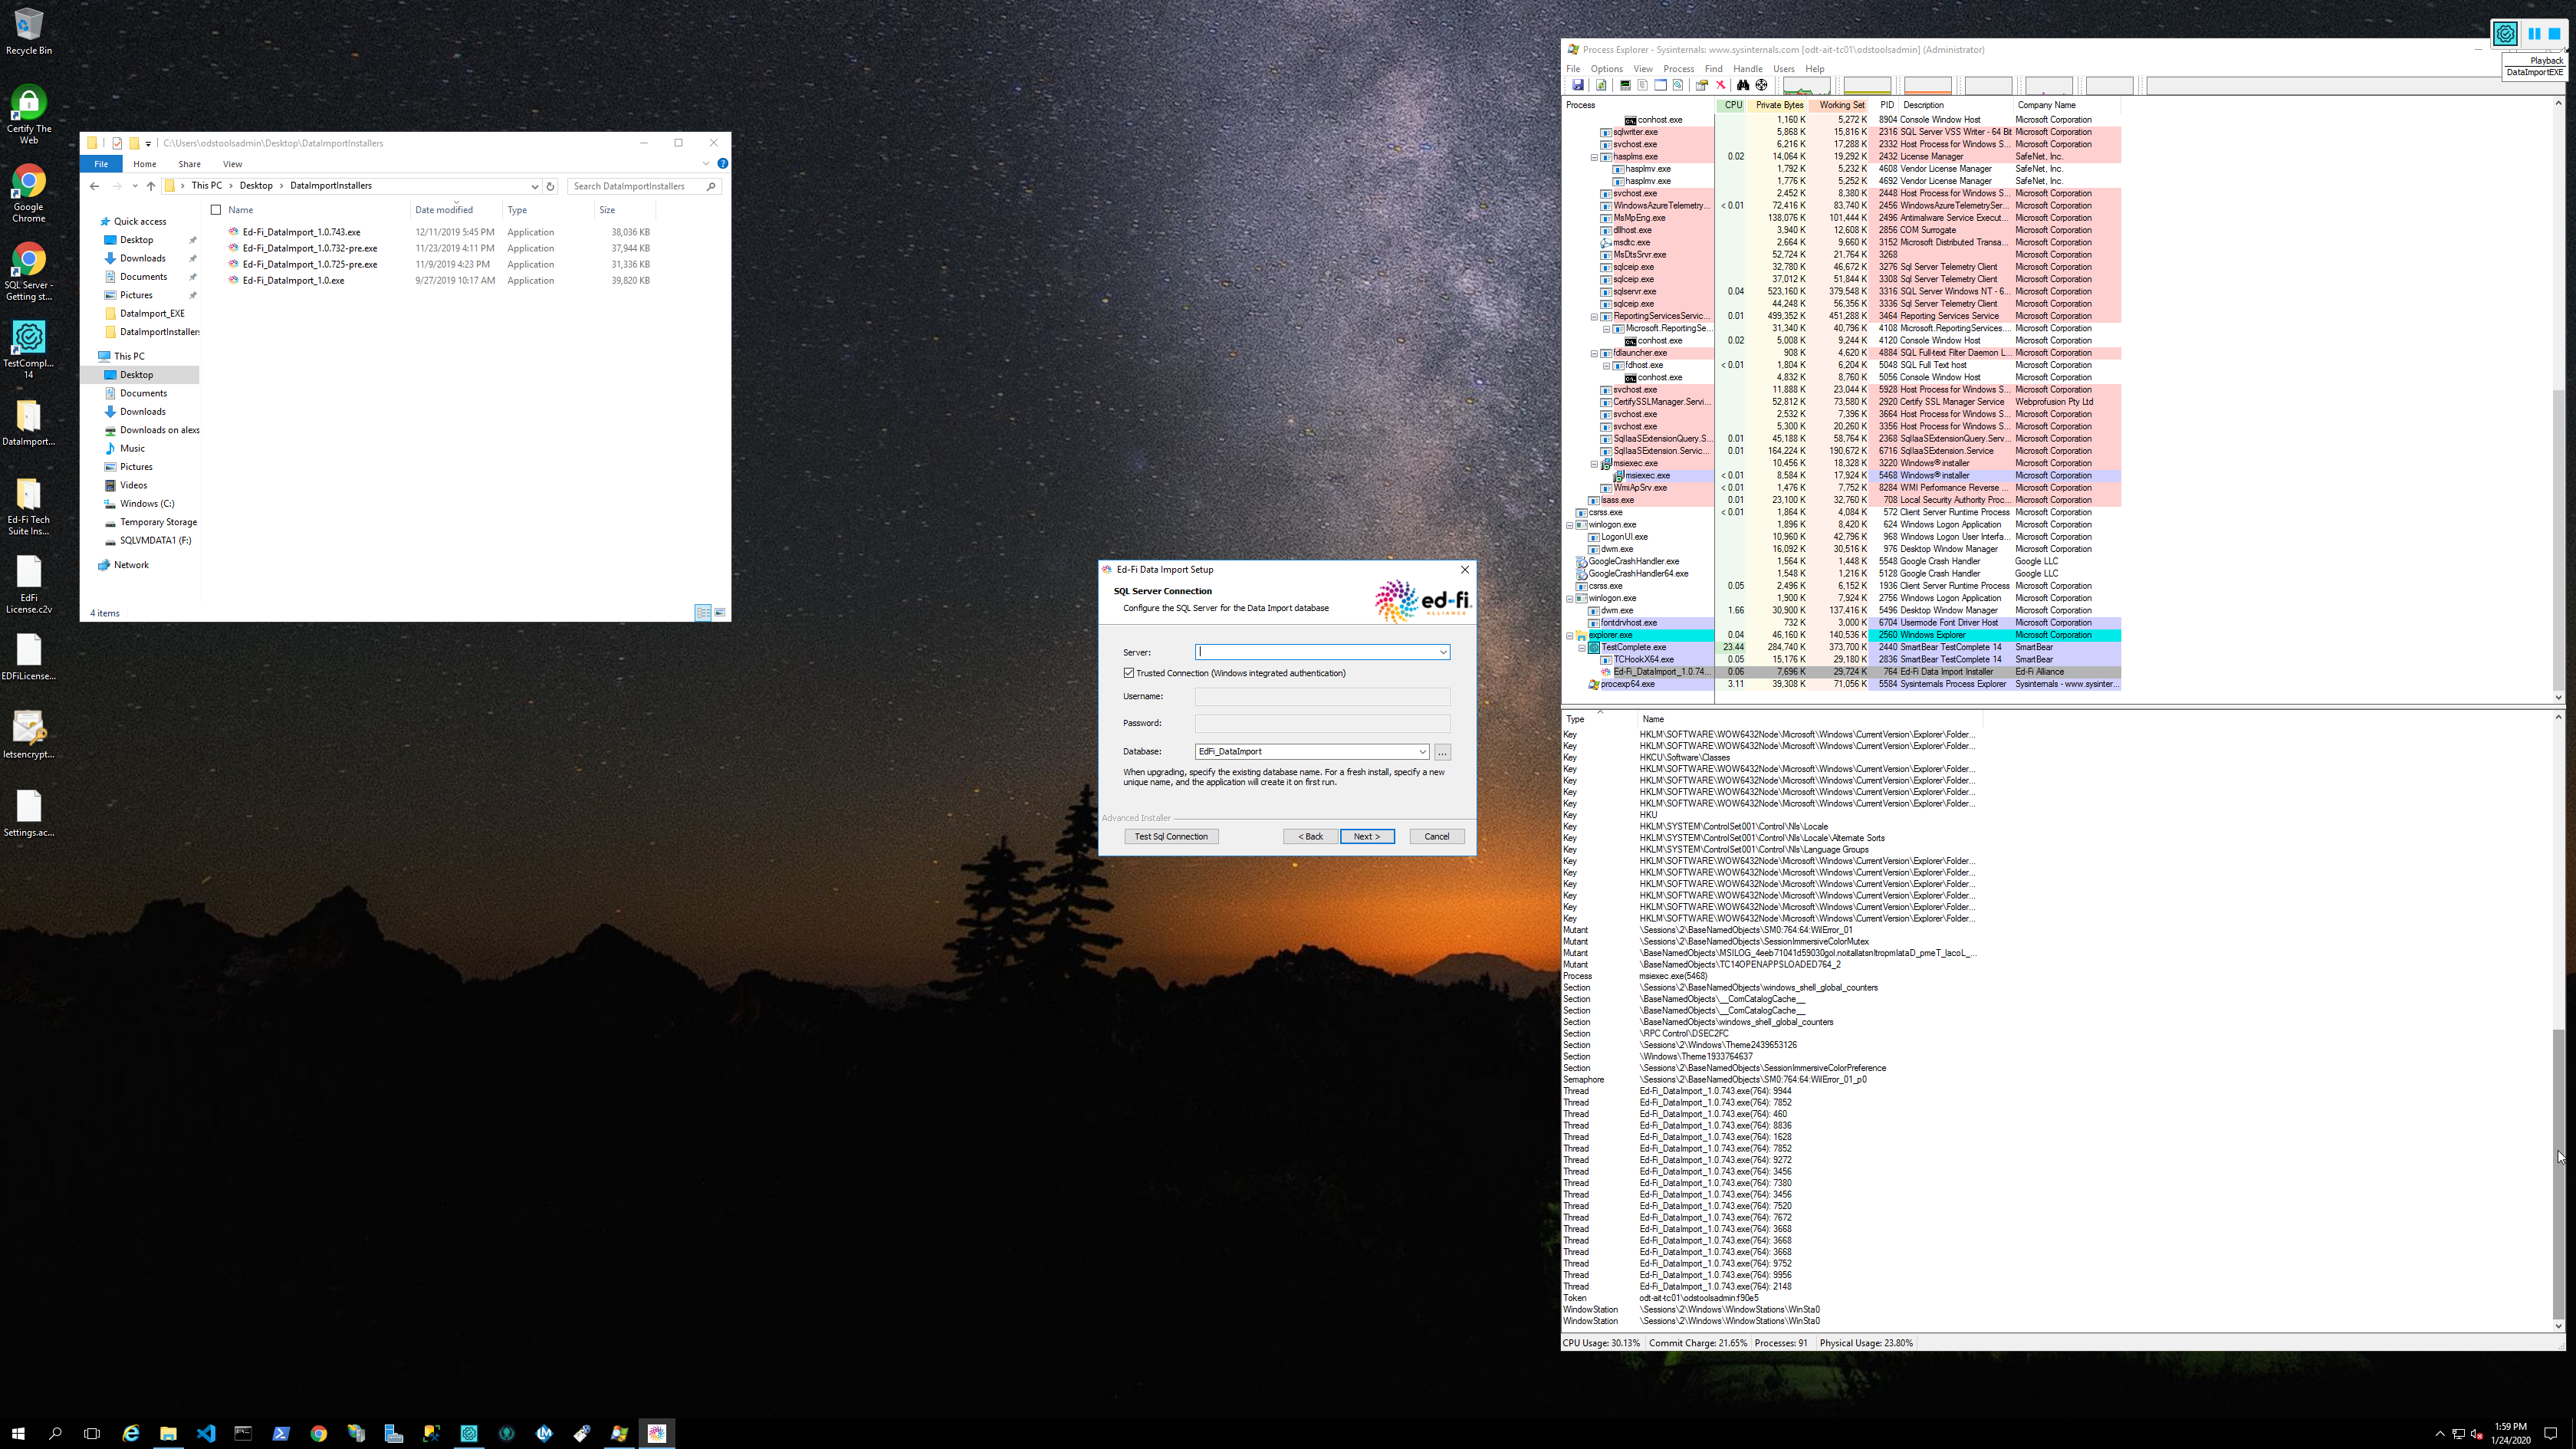 Recycle Bin
Certify The
Web
Google
Chrome
SQL Server -
Getting st...
TestCompl...
14
DataImport...
Ed-Fi Tech
Suite Ins...
EdFi
License.c2v
EDFiLicense...
letsencrypt...
Settings.ac...
C:\Users\odstoolsadmin\Desktop\DataImportInstallers
File Home Share View
This PC > Desktop > DataImportInstallers
Search DataImportInstallers
Name Date modified Type Size
Ed-Fi_DataImport_1.0.743.exe 12/11/2019 5:45 PM Application 38,036 KB
Ed-Fi_DataImport_1.0.732-pre.exe 11/23/2019 4:11 PM Application 37,944 KB
Ed-Fi_DataImport_1.0.725-pre.exe 11/9/2019 4:23 PM Application 31,336 KB
Ed-Fi_DataImport_1.0.exe 9/27/2019 10:17 AM Application 39,820 KB
Quick access
Desktop
Downloads
Documents
Pictures
DataImport_EXE
DataImportInstallers
This PC
Desktop
Documents
Downloads
Downloads on alexs
Music
Pictures
Videos
Windows (C:)
Temporary Storage
SQLVMDATA1 (F:)
Network
4 items
Ed-Fi Data Import Setup
SQL Server Connection
Configure the SQL Server for the Data Import database
ed-fi
ALLIANCE
Server:
Trusted Connection (Windows integrated authentication)
Username:
Password:
Database: EdFi_DataImport ...
When upgrading, specify the existing database name. For a fresh install, specify a new
unique name, and the application will create it on first run.
Advanced Installer
Test Sql Connection < Back Next > Cancel
Process Explorer - Sysinternals: www.sysinternals.com [odt-ait-tc01\odstoolsadmin] (Administrator)
File Options View Process Find Handle Users Help
Playback
DataImportEXE
Process CPU Private Bytes Working Set PID Description Company Name
conhost.exe 1,160 K 5,272 K 8904 Console Window Host Microsoft Corporation
sqlwriter.exe 5,868 K 15,816 K 2316 SQL Server VSS Writer - 64 Bit Microsoft Corporation
svchost.exe 6,216 K 17,288 K 2332 Host Process for Windows S... Microsoft Corporation
hasplms.exe 0.02 14,064 K 19,292 K 2432 License Manager SafeNet, Inc.
hasplmv.exe 1,792 K 5,232 K 4608 Vendor License Manager SafeNet, Inc.
hasplmv.exe 1,776 K 5,252 K 4692 Vendor License Manager SafeNet, Inc.
svchost.exe 2,452 K 8,380 K 2448 Host Process for Windows S... Microsoft Corporation
WindowsAzureTelemetry... < 0.01 72,416 K 83,740 K 2456 WindowsAzureTelemetrySer... Microsoft Corporation
MsMpEng.exe 138,076 K 101,444 K 2496 Antimalware Service Execut... Microsoft Corporation
dllhost.exe 3,940 K 12,608 K 2856 COM Surrogate Microsoft Corporation
msdtc.exe 2,664 K 9,660 K 3152 Microsoft Distributed Transa... Microsoft Corporation
MsDtsSrvr.exe 52,724 K 21,764 K 3268 Microsoft Corporation
sqlceip.exe 32,780 K 46,672 K 3276 Sql Server Telemetry Client Microsoft Corporation
sqlceip.exe 37,012 K 51,844 K 3308 Sql Server Telemetry Client Microsoft Corporation
sqlservr.exe 0.04 523,160 K 379,548 K 3316 SQL Server Windows NT - 6... Microsoft Corporation
sqlceip.exe 44,248 K 56,356 K 3336 Sql Server Telemetry Client Microsoft Corporation
ReportingServicesServic... 0.01 499,352 K 451,288 K 3464 Reporting Services Service Microsoft Corporation
Microsoft.ReportingSe... 31,340 K 40,796 K 4108 Microsoft.ReportingServices.... Microsoft Corporation
conhost.exe 0.02 5,008 K 9,244 K 4120 Console Window Host Microsoft Corporation
fdlauncher.exe 908 K 4,620 K 4884 SQL Full-text Filter Daemon L... Microsoft Corporation
fdhost.exe < 0.01 1,804 K 6,204 K 5048 SQL Full Text host Microsoft Corporation
conhost.exe 4,832 K 8,760 K 5056 Console Window Host Microsoft Corporation
svchost.exe 11,888 K 23,044 K 5928 Host Process for Windows S... Microsoft Corporation
CertifySSLManager.Servi... 52,812 K 73,580 K 2920 Certify SSL Manager Service Webprofusion Pty Ltd
svchost.exe 2,532 K 7,396 K 3664 Host Process for Windows S... Microsoft Corporation
svchost.exe 5,300 K 20,260 K 3356 Host Process for Windows S... Microsoft Corporation
SqlIaaSExtensionQuery.S... 0.01 45,188 K 58,764 K 2368 SqlIaaSExtensionQuery.Serv... Microsoft Corporation
SqlIaaSExtension.Servic... 0.01 164,224 K 190,672 K 6716 SqlIaaSExtension.Service Microsoft Corporation
msiexec.exe 10,456 K 18,328 K 3220 Windows® installer Microsoft Corporation
msiexec.exe < 0.01 8,584 K 17,924 K 5468 Windows® installer Microsoft Corporation
WmiApSrv.exe < 0.01 1,476 K 7,752 K 8284 WMI Performance Reverse ... Microsoft Corporation
lsass.exe 0.01 23,100 K 32,760 K 708 Local Security Authority Proc... Microsoft Corporation
csrss.exe < 0.01 1,864 K 4,084 K 572 Client Server Runtime Process Microsoft Corporation
winlogon.exe 1,896 K 8,420 K 624 Windows Logon Application Microsoft Corporation
LogonUI.exe 10,960 K 42,796 K 968 Windows Logon User Interfa... Microsoft Corporation
dwm.exe 16,092 K 30,516 K 976 Desktop Window Manager Microsoft Corporation
GoogleCrashHandler.exe 1,564 K 1,448 K 5548 Google Crash Handler Google LLC
GoogleCrashHandler64.exe 1,548 K 1,216 K 5128 Google Crash Handler Google LLC
csrss.exe 0.05 2,496 K 6,152 K 1936 Client Server Runtime Process Microsoft Corporation
winlogon.exe 1,900 K 7,924 K 2756 Windows Logon Application Microsoft Corporation
dwm.exe 1.66 30,900 K 137,416 K 5496 Desktop Window Manager Microsoft Corporation
fontdrvhost.exe 732 K 3,000 K 6704 Usermode Font Driver Host Microsoft Corporation
explorer.exe 0.04 46,160 K 140,536 K 2560 Windows Explorer Microsoft Corporation
TestComplete.exe 23.44 284,740 K 373,700 K 2440 SmartBear TestComplete 14 SmartBear
TCHookX64.exe 0.05 15,176 K 29,180 K 2836 SmartBear TestComplete 14 SmartBear
Ed-Fi_DataImport_1.0.74... 0.06 7,696 K 29,724 K 764 Ed-Fi Data Import Installer Ed-Fi Alliance
procexp64.exe 3.11 39,308 K 71,056 K 5584 Sysinternals Process Explorer Sysinternals - www.sysinter...
Type Name
Key HKLM\SOFTWARE\WOW6432Node\Microsoft\Windows\CurrentVersion\Explorer\Folder...
Key HKLM\SOFTWARE\WOW6432Node\Microsoft\Windows\CurrentVersion\Explorer\Folder...
Key HKCU\Software\Classes
Key HKLM\SOFTWARE\WOW6432Node\Microsoft\Windows\CurrentVersion\Explorer\Folder...
Key HKLM\SOFTWARE\WOW6432Node\Microsoft\Windows\CurrentVersion\Explorer\Folder...
Key HKLM\SOFTWARE\WOW6432Node\Microsoft\Windows\CurrentVersion\Explorer\Folder...
Key HKLM\SOFTWARE\WOW6432Node\Microsoft\Windows\CurrentVersion\Explorer\Folder...
Key HKU
Key HKLM\SYSTEM\ControlSet001\Control\Nls\Locale
Key HKLM\SYSTEM\ControlSet001\Control\Nls\Locale\Alternate Sorts
Key HKLM\SYSTEM\ControlSet001\Control\Nls\Language Groups
Key HKLM\SOFTWARE\WOW6432Node\Microsoft\Windows\CurrentVersion\Explorer\Folder...
Key HKLM\SOFTWARE\WOW6432Node\Microsoft\Windows\CurrentVersion\Explorer\Folder...
Key HKLM\SOFTWARE\WOW6432Node\Microsoft\Windows\CurrentVersion\Explorer\Folder...
Key HKLM\SOFTWARE\WOW6432Node\Microsoft\Windows\CurrentVersion\Explorer\Folder...
Key HKLM\SOFTWARE\WOW6432Node\Microsoft\Windows\CurrentVersion\Explorer\Folder...
Key HKLM\SOFTWARE\WOW6432Node\Microsoft\Windows\CurrentVersion\Explorer\Folder...
Mutant \Sessions\2\BaseNamedObjects\SM0:764:64:WilError_01
Mutant \Sessions\2\BaseNamedObjects\SessionImmersiveColorMutex
Mutant \BaseNamedObjects\MSILOG_4eeb71041d59030gol.noitallatsnItropmIataD_pmeT_lacoL_...
Mutant \BaseNamedObjects\TC14OPENAPPSLOADED764_2
Process msiexec.exe(5468)
Section \Sessions\2\BaseNamedObjects\windows_shell_global_counters
Section \BaseNamedObjects\__ComCatalogCache__
Section \BaseNamedObjects\__ComCatalogCache__
Section \BaseNamedObjects\windows_shell_global_counters
Section \RPC Control\DSEC2FC
Section \Sessions\2\Windows\Theme2439653126
Section \Windows\Theme1933764637
Section \Sessions\2\BaseNamedObjects\SessionImmersiveColorPreference
Semaphore \Sessions\2\BaseNamedObjects\SM0:764:64:WilError_01_p0
Thread Ed-Fi_DataImport_1.0.743.exe(764): 9944
Thread Ed-Fi_DataImport_1.0.743.exe(764): 7852
Thread Ed-Fi_DataImport_1.0.743.exe(764): 460
Thread Ed-Fi_DataImport_1.0.743.exe(764): 8836
Thread Ed-Fi_DataImport_1.0.743.exe(764): 1628
Thread Ed-Fi_DataImport_1.0.743.exe(764): 7852
Thread Ed-Fi_DataImport_1.0.743.exe(764): 9272
Thread Ed-Fi_DataImport_1.0.743.exe(764): 3456
Thread Ed-Fi_DataImport_1.0.743.exe(764): 7380
Thread Ed-Fi_DataImport_1.0.743.exe(764): 3456
Thread Ed-Fi_DataImport_1.0.743.exe(764): 7520
Thread Ed-Fi_DataImport_1.0.743.exe(764): 7672
Thread Ed-Fi_DataImport_1.0.743.exe(764): 3668
Thread Ed-Fi_DataImport_1.0.743.exe(764): 3668
Thread Ed-Fi_DataImport_1.0.743.exe(764): 3668
Thread Ed-Fi_DataImport_1.0.743.exe(764): 9752
Thread Ed-Fi_DataImport_1.0.743.exe(764): 9956
Thread Ed-Fi_DataImport_1.0.743.exe(764): 2148
Token odt-ait-tc01\odstoolsadmin:f90e5
WindowStation \Sessions\2\Windows\WindowStations\WinSta0
WindowStation \Sessions\2\Windows\WindowStations\WinSta0
CPU Usage: 30.13% Commit Charge: 21.65% Processes: 91 Physical Usage: 23.80%
1:59 PM
1/24/2020